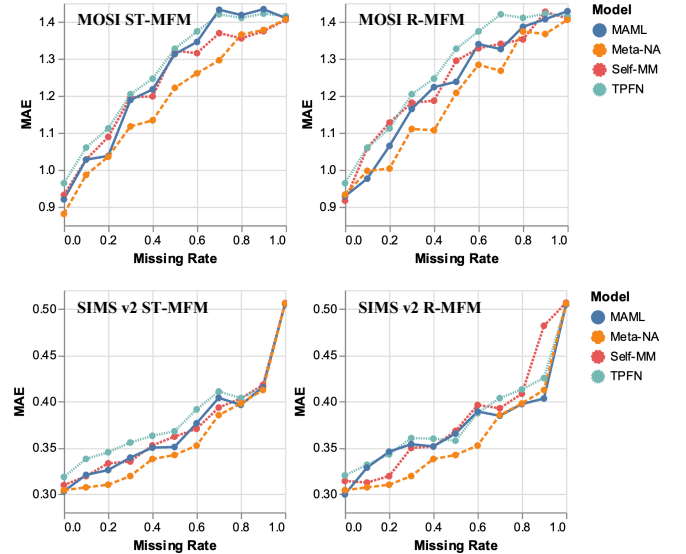 MOSI ST-MFM
MAE
1.4
1.3
1.2
1.1
1.0
0.9
0.0 0.2 0.4 0.6 0.8 1.0
Missing Rate
MOSI R-MFM
MAE
1.4
1.3
1.2
1.1
1.0
0.9
0.0 0.2 0.4 0.6 0.8 1.0
Missing Rate
Model
MAML
Meta-NA
Self-MM
TPFN
SIMS v2 ST-MFM
MAE
0.50
0.45
0.40
0.35
0.30
0.0 0.2 0.4 0.6 0.8 1.0
Missing Rate
SIMS v2 R-MFM
MAE
0.50
0.45
0.40
0.35
0.30
0.0 0.2 0.4 0.6 0.8 1.0
Missing Rate
Model
MAML
Meta-NA
Self-MM
TPFN